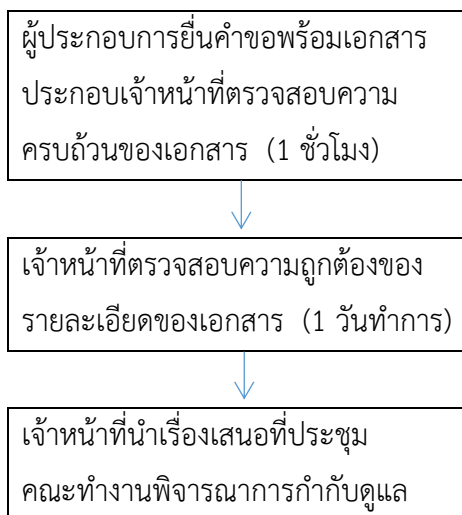 ผู้ประกอบการยื่นคำขอพร้อมเอกสาร
ประกอบเจ้าหน้าที่ตรวจสอบความ
ครบถ้วนของเอกสาร (1 ชั่วโมง)
เจ้าหน้าที่ตรวจสอบความถูกต้องของ
รายละเอียดของเอกสาร (1 วันทำการ)
เจ้าหน้าที่นำเรื่องเสนอที่ประชุม
คณะทำงานพิจารณาการกำกับดูแล